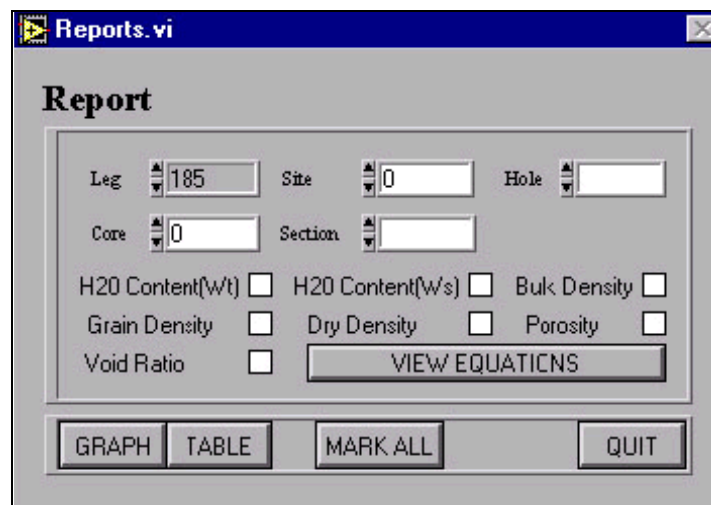 Reports.vi
Report
Leg 185 Site 0 Hole
Core 0 Section
H20 Content(Wt) H20 Content(Ws) Bulk Density
Grain Density Dry Density Porosity
Void Ratio VIEW EQUATICNS
GRAPH TABLE MARK ALL QUIT